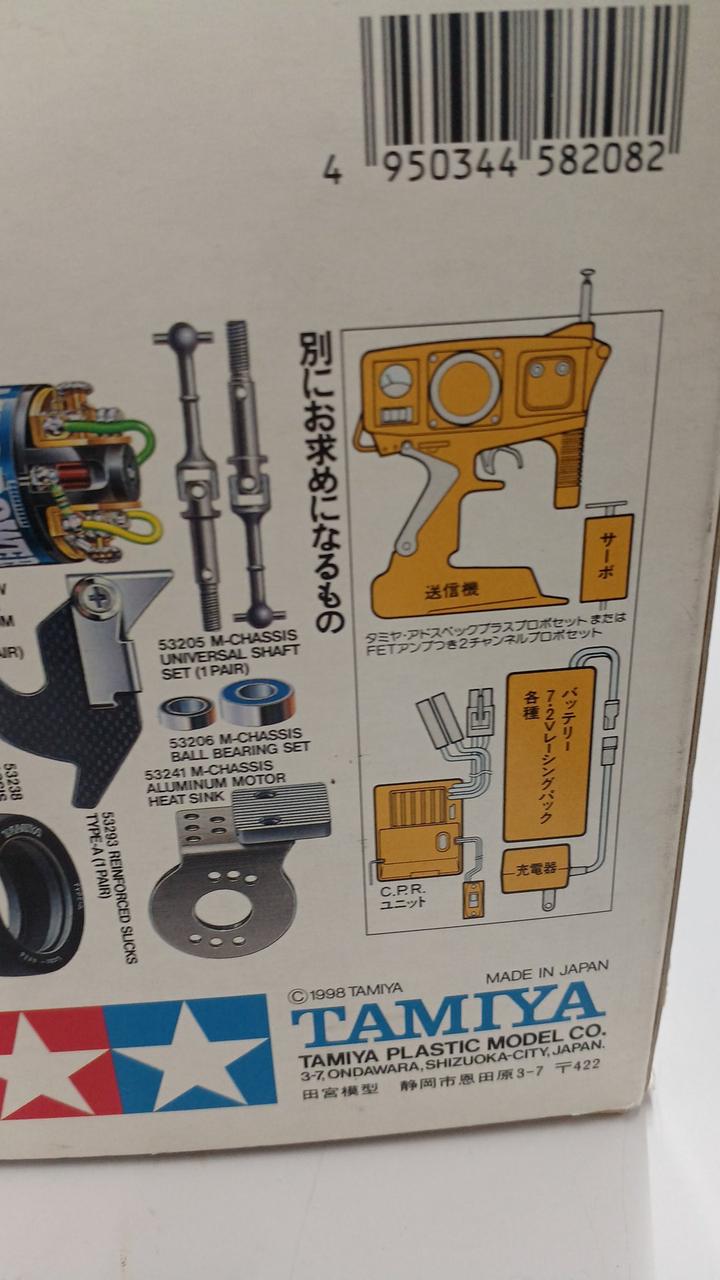 4 950344 582082
別にお求めになるもの
送信機
サーボ
タミヤ・アドスペックプラスプロポセット または
FETアンプつき2チャンネルプロポセット
バッテリー
7.2Vレーシングパック
各種
充電器
C.P.R.
ユニット
53205 M-CHASSIS
UNIVERSAL SHAFT
SET (1 PAIR)
53206 M-CHASSIS
BALL BEARING SET
53241 M-CHASSIS
ALUMINUM MOTOR
HEAT SINK
53238
53293 REINFORCED SLICKS
TYPE-A (1 PAIR)
©1998 TAMIYA
MADE IN JAPAN
TAMIYA
TAMIYA PLASTIC MODEL CO.
3-7, ONDAWARA, SHIZUOKA-CITY, JAPAN.
田宮模型 静岡市恩田原3-7 〒422